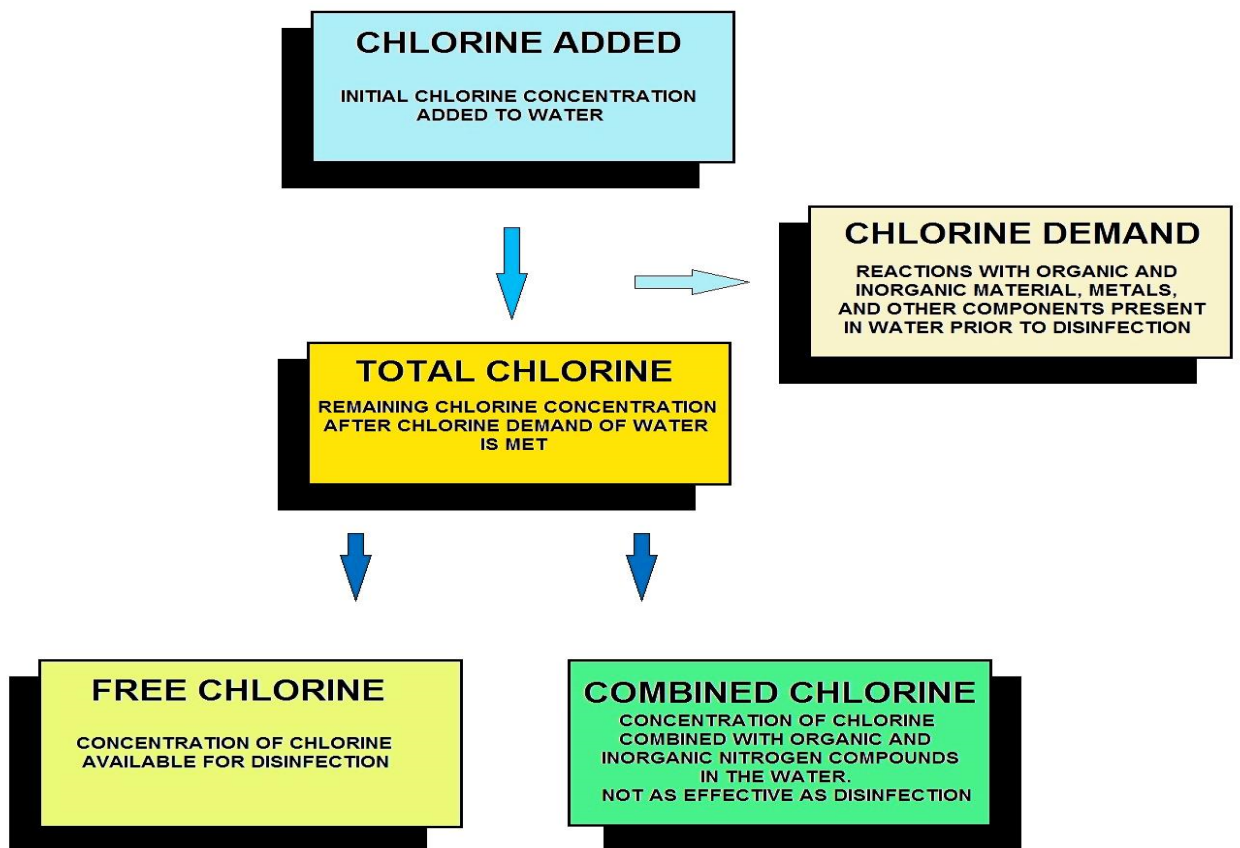 CHLORINE ADDED
INITIAL CHLORINE CONCENTRATION
ADDED TO WATER
CHLORINE DEMAND
REACTIONS WITH ORGANIC AND
INORGANIC MATERIAL, METALS,
AND OTHER COMPONENTS PRESENT
IN WATER PRIOR TO DISINFECTION
TOTAL CHLORINE
REMAINING CHLORINE CONCENTRATION
AFTER CHLORINE DEMAND OF WATER
IS MET
FREE CHLORINE
CONCENTRATION OF CHLORINE
AVAILABLE FOR DISINFECTION
COMBINED CHLORINE
CONCENTRATION OF CHLORINE
COMBINED WITH ORGANIC AND
INORGANIC NITROGEN COMPOUNDS
IN THE WATER.
NOT AS EFFECTIVE AS DISINFECTION